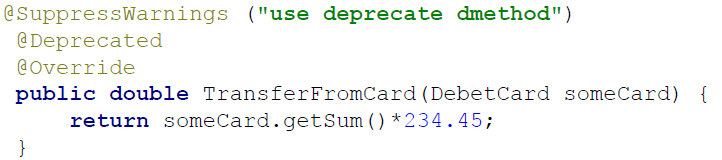 @SuppressWarnings ("use deprecate dmethod")
@Deprecated
@Override
public double TransferFromCard(DebetCard someCard) {
return someCard.getSum()*234.45;
}